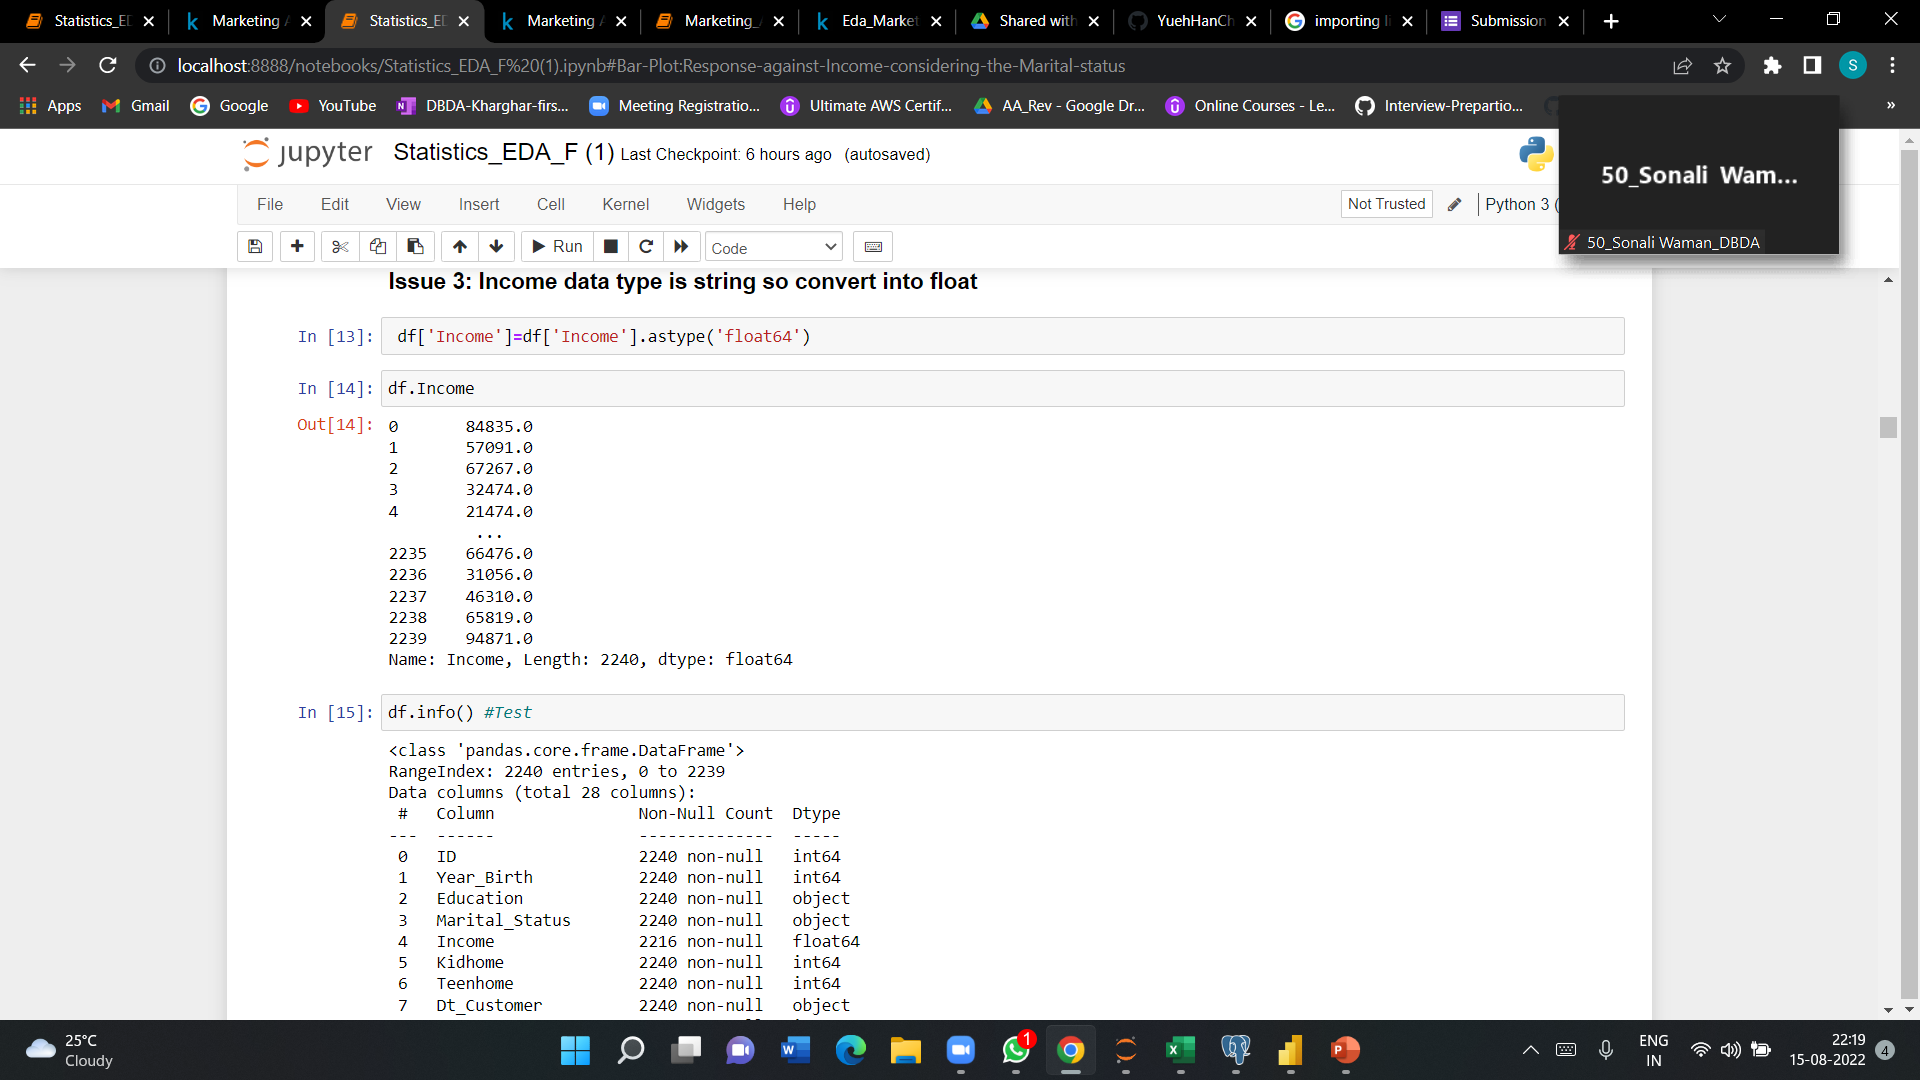 Statistics_ED
Marketing A
Statistics_ED
Marketing A
Marketing_A
Eda_Market
Shared with
YuehHanCh
importing li
Submission
localhost:8888/notebooks/Statistics_EDA_F%20(1).ipynb#Bar-Plot:Response-against-Income-considering-the-Marital-status
S
Apps
Gmail
Google
YouTube
DBDA-Kharghar-firs...
Meeting Registratio...
Ultimate AWS Certif...
AA_Rev - Google Dr...
Online Courses - Le...
Interview-Prepartio...
»
jupyter Statistics_EDA_F (1) Last Checkpoint: 6 hours ago (autosaved)
50_Sonali Wam...
50_Sonali Waman_DBDA
File Edit View Insert Cell Kernel Widgets Help
Not Trusted
Python 3 (
Run
Code
Issue 3: Income data type is string so convert into float
In [13]: df['Income']=df['Income'].astype('float64')
In [14]: df.Income
Out[14]: 0 84835.0
1 57091.0
2 67267.0
3 32474.0
4 21474.0
...
2235 66476.0
2236 31056.0
2237 46310.0
2238 65819.0
2239 94871.0
Name: Income, Length: 2240, dtype: float64
In [15]: df.info() #Test
<class 'pandas.core.frame.DataFrame'>
RangeIndex: 2240 entries, 0 to 2239
Data columns (total 28 columns):
# Column Non-Null Count Dtype
--- ------ -------------- -----
0 ID 2240 non-null int64
1 Year_Birth 2240 non-null int64
2 Education 2240 non-null object
3 Marital_Status 2240 non-null object
4 Income 2216 non-null float64
5 Kidhome 2240 non-null int64
6 Teenhome 2240 non-null int64
7 Dt_Customer 2240 non-null object
25°C
Cloudy
1
ENG
IN
22:19
15-08-2022
4